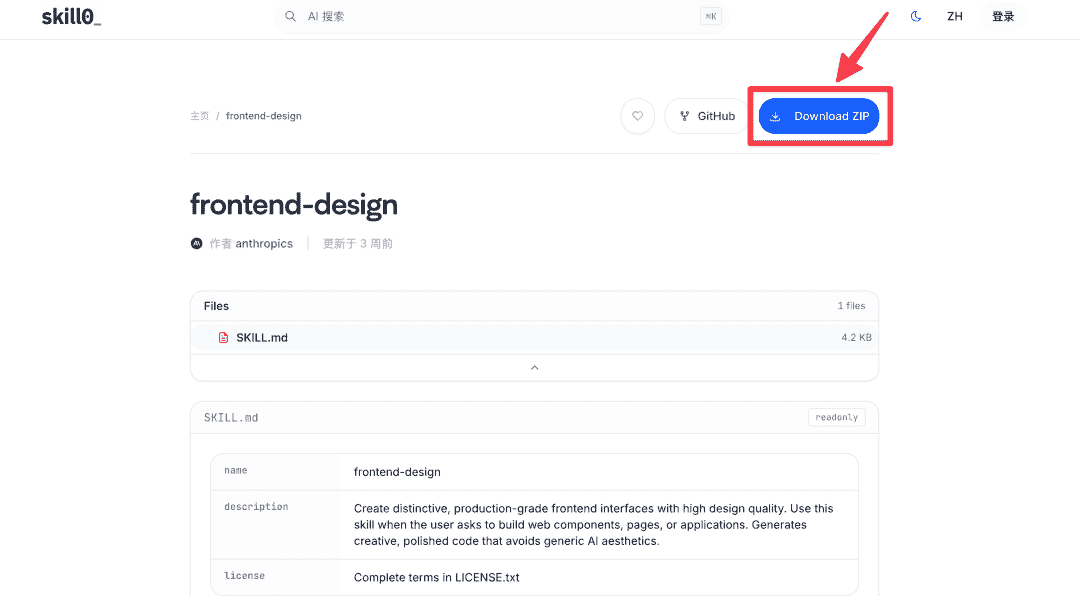 skill0_
AI 搜索
⌘K
ZH
登录
主页 / frontend-design
GitHub
Download ZIP
frontend-design
作者 anthropics
更新于 3 周前
Files
1 files
SKILL.md
4.2 KB
SKILL.md
readonly
name
frontend-design
description
Create distinctive, production-grade frontend interfaces with high design quality. Use this
skill when the user asks to build web components, pages, or applications. Generates
creative, polished code that avoids generic AI aesthetics.
license
Complete terms in LICENSE.txt